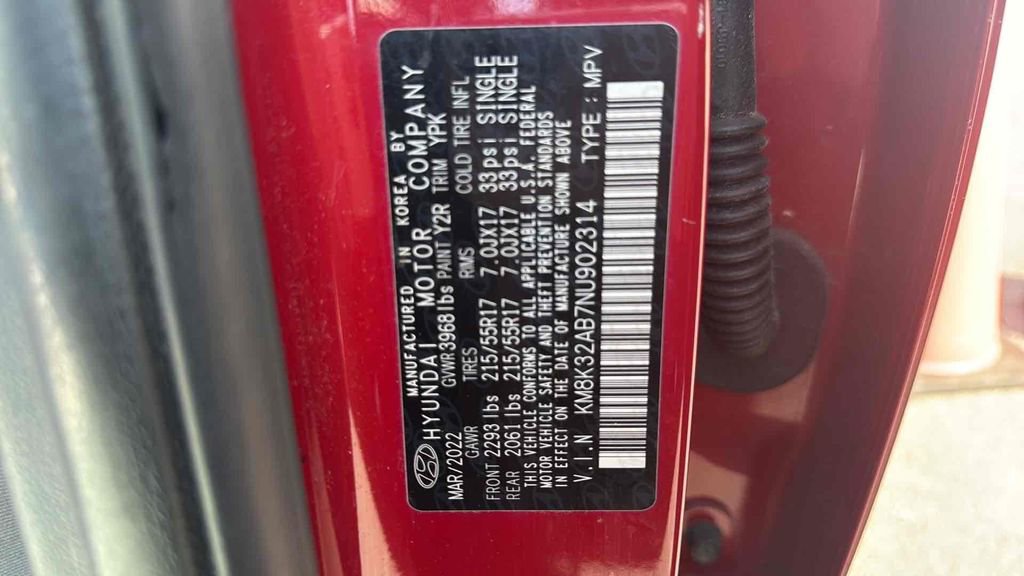 MANUFACTURED IN KOREA BY
HYUNDAI MOTOR COMPANY
MAR/2022 GVWR 3968 lbs PAINT Y2R TRIM YPK
GAWR TIRES RMS COLD TIRE INFL
FRONT 2293 lbs 215/55R17 7.0JX17 33psi SINGLE
REAR 2061 lbs 215/55R17 7.0JX17 33psi SINGLE
THIS VEHICLE CONFORMS TO ALL APPLICABLE U.S.A. FEDERAL
MOTOR VEHICLE SAFETY AND THEFT PREVENTION STANDARDS
IN EFFECT ON THE DATE OF MANUFACTURE SHOWN ABOVE
V.I.N KM8K32AB7NU902314 TYPE : MPV